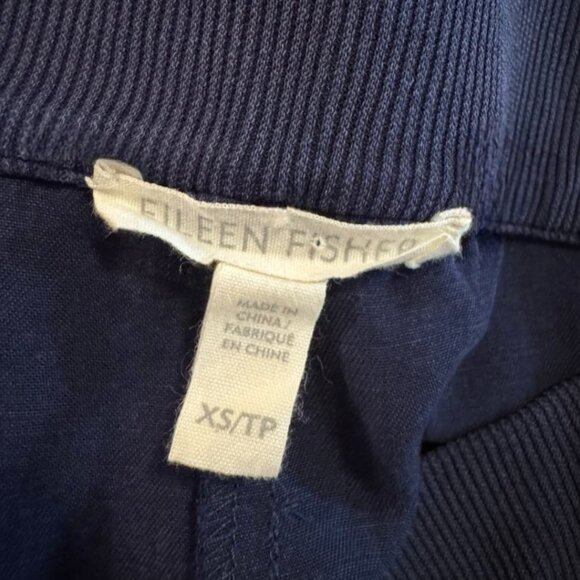 EILEEN FISHER
MADE IN
CHINA/
FABRIQUÉ
EN CHINE
XS/TP